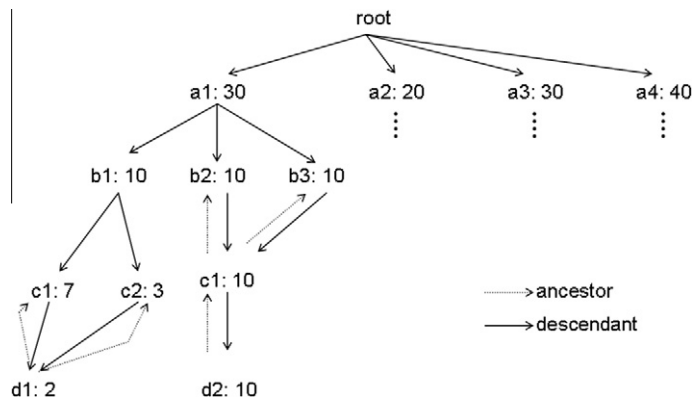 root
a1: 30 a2: 20 a3: 30 a4: 40
b1: 10 b2: 10 b3: 10
c1: 7 c2: 3 c1: 10
ancestor
descendant
d1: 2 d2: 10